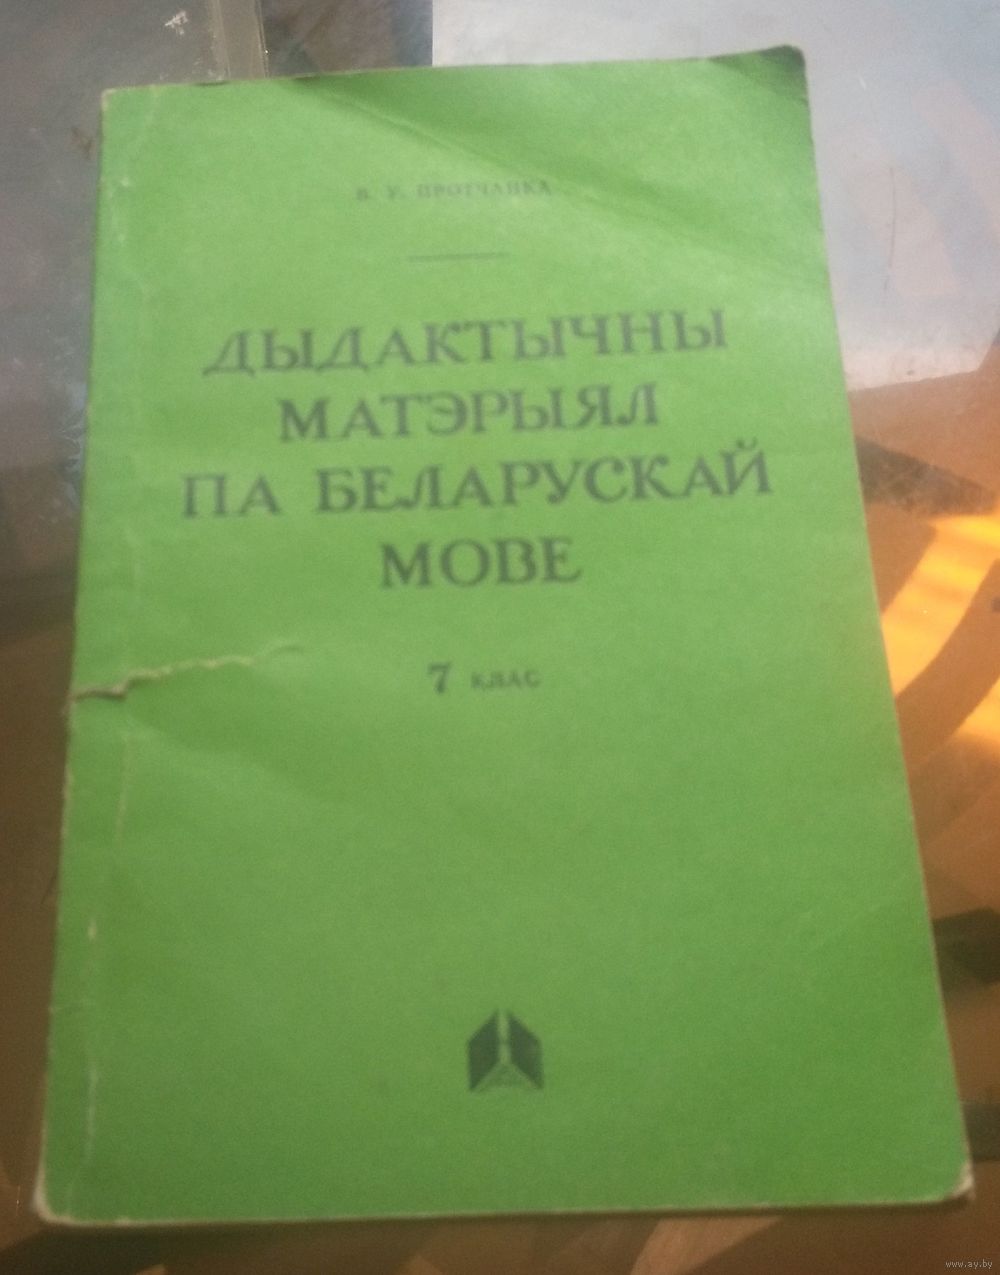 В. У. ПРОТЧАНКА
ДЫДАКТЫЧНЫ
МАТЭРЫЯЛ
ПА БЕЛАРУСКАЙ
МОВЕ
7 КЛАС
www.ay.by